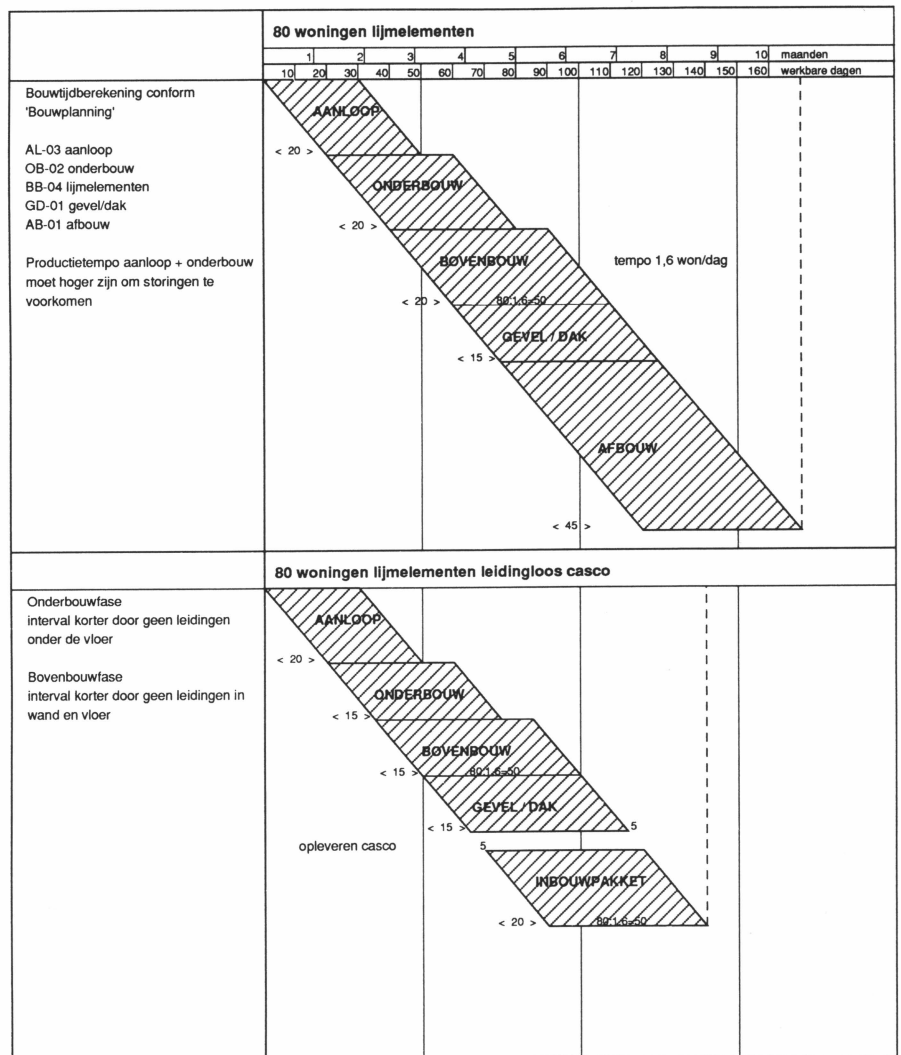 80 woningen lijmelementen
1 2 3 4 5 6 7 8 9 10 maanden
10 20 30 40 50 60 70 80 90 100 110 120 130 140 150 160 werkbare dagen
Bouwtijdberekening conform
'Bouwplanning'
AL-03 aanloop
OB-02 onderbouw
BB-04 lijmelementen
GD-01 gevel/dak
AB-01 afbouw
Productietempo aanloop + onderbouw
moet hoger zijn om storingen te
voorkomen
AANLOOP
< 20 >
ONDERBOUW
< 20 >
BOVENBOUW
tempo 1,6 won/dag
< 20 >
80:1,6=50
GEVEL / DAK
< 15 >
AFBOUW
< 45 >
80 woningen lijmelementen leidingloos casco
Onderbouwfase
interval korter door geen leidingen
onder de vloer
Bovenbouwfase
interval korter door geen leidingen in
wand en vloer
AANLOOP
< 20 >
ONDERBOUW
< 15 >
BOVENBOUW
< 15 >
80:1,6=50
GEVEL / DAK
< 15 >
5
opleveren casco
5
INBOUWPAKKET
< 20 >
80:1,6=50